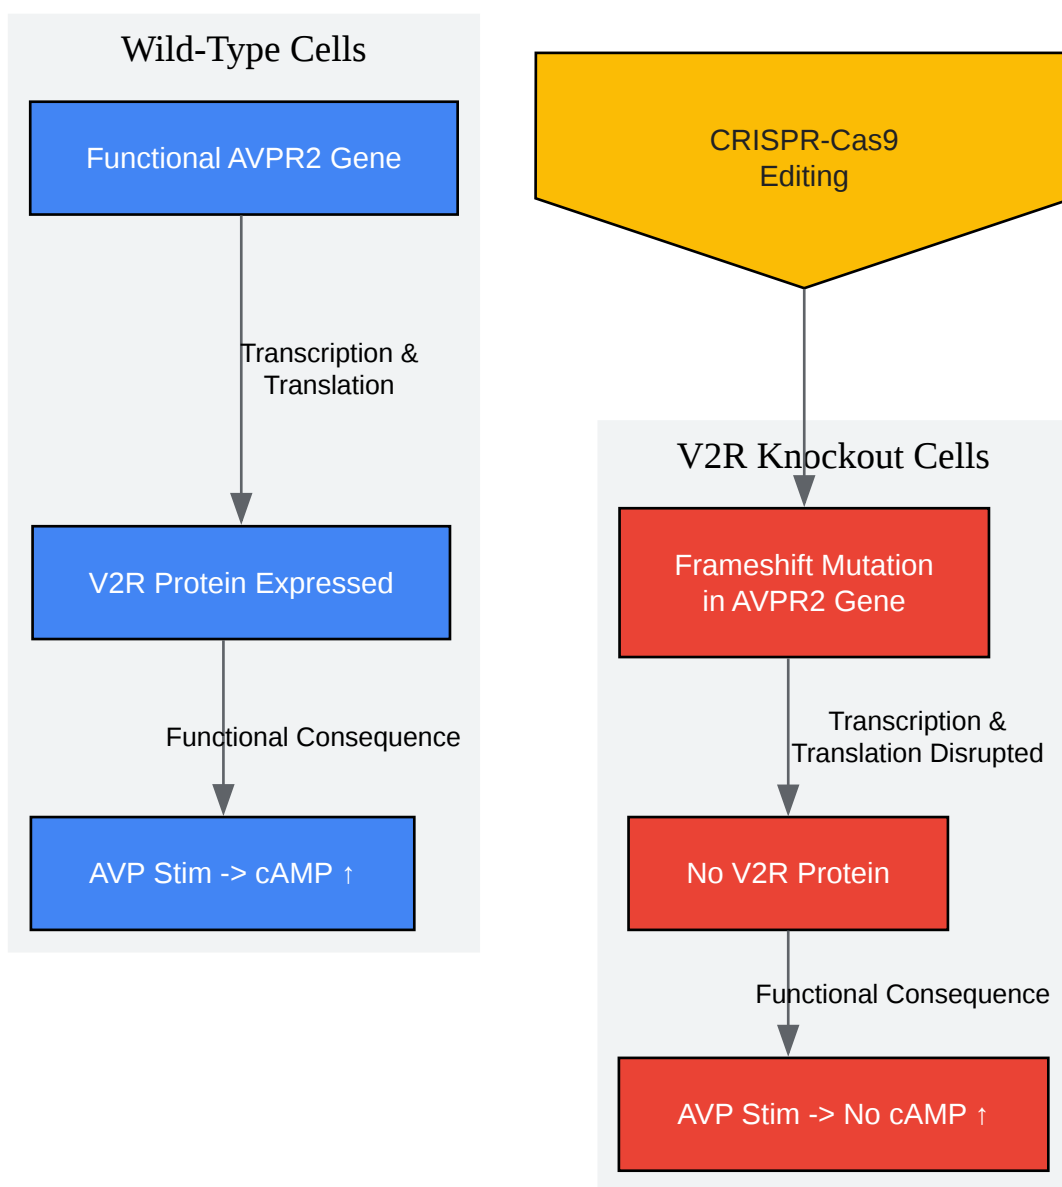 Wild-Type Cells
Functional AVPR2 Gene
Transcription &
Translation
V2R Protein Expressed
Functional Consequence
AVP Stim -> cAMP ↑
CRISPR-Cas9
Editing
V2R Knockout Cells
Frameshift Mutation
in AVPR2 Gene
Transcription &
Translation Disrupted
No V2R Protein
Functional Consequence
AVP Stim -> No cAMP ↑